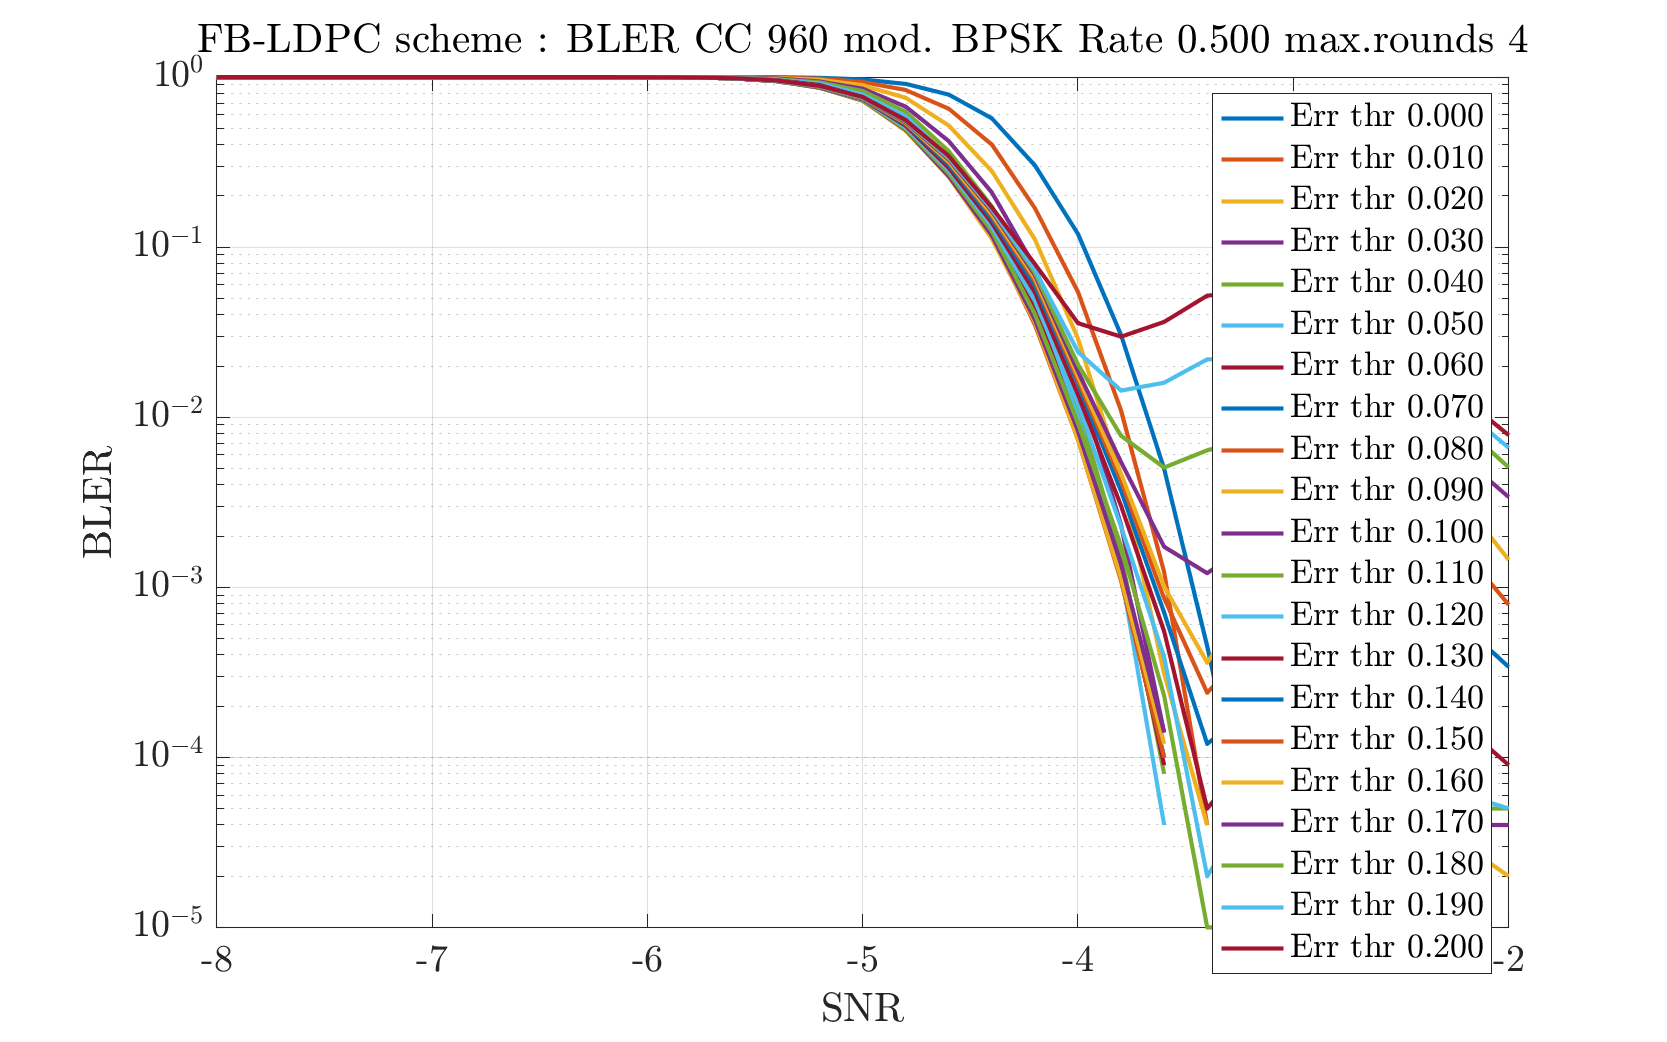 FB-LDPC scheme : BLER CC 960 mod. BPSK Rate 0.500 max.rounds 4
10^0
10^-1
10^-2
10^-3
10^-4
10^-5
BLER
-8
-7
-6
-5
-4
-2
SNR
Err thr 0.000
Err thr 0.010
Err thr 0.020
Err thr 0.030
Err thr 0.040
Err thr 0.050
Err thr 0.060
Err thr 0.070
Err thr 0.080
Err thr 0.090
Err thr 0.100
Err thr 0.110
Err thr 0.120
Err thr 0.130
Err thr 0.140
Err thr 0.150
Err thr 0.160
Err thr 0.170
Err thr 0.180
Err thr 0.190
Err thr 0.200